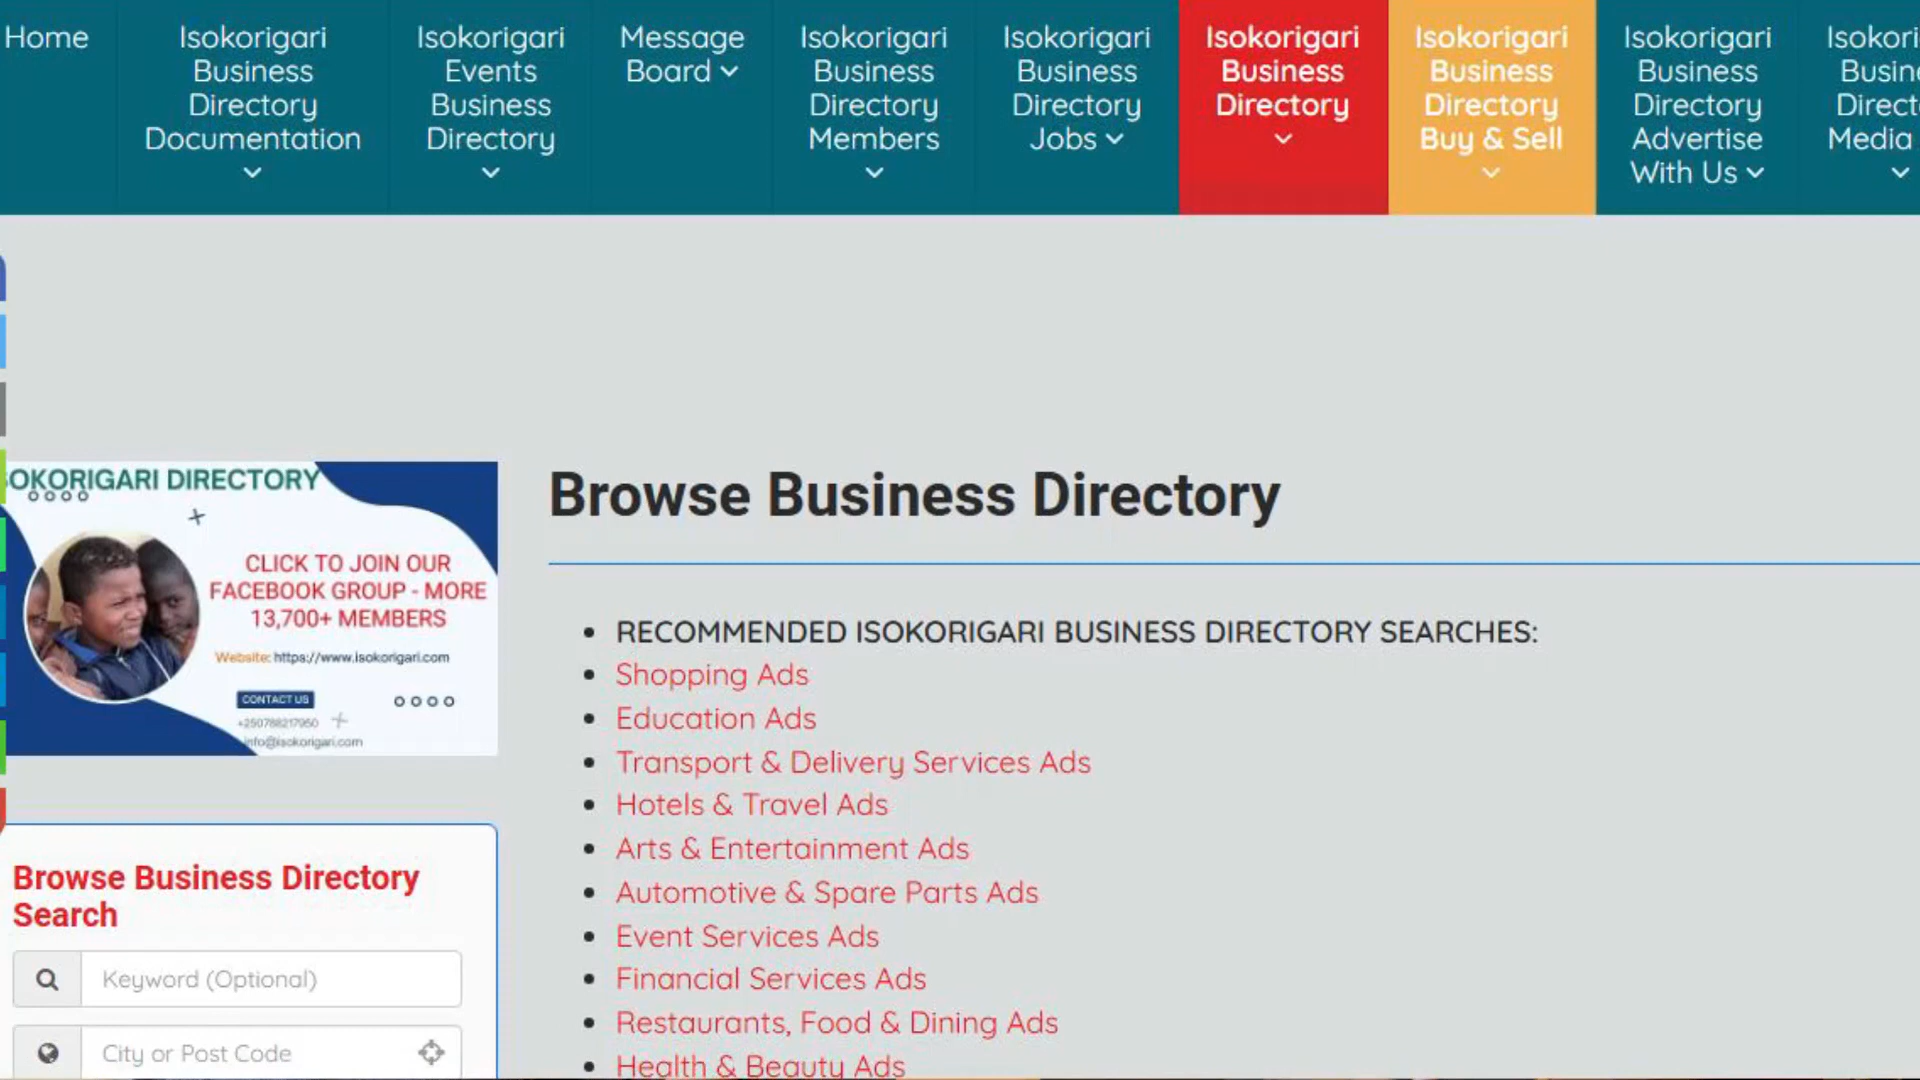 Home
Isokorigari
Business
Directory
Documentation
Isokorigari
Events
Business
Directory
Message
Board
Isokorigari
Business
Directory
Members
Isokorigari
Business
Directory
Jobs
Isokorigari
Business
Directory
Isokorigari
Business
Directory
Buy & Sell
Isokorigari
Business
Directory
Advertise
With Us
Media
OKORIGARI DIRECTORY
CLICK TO JOIN OUR
FACEBOOK GROUP - MORE
13,700+ MEMBERS
Website: https://www.isokorigari.com
CONTACT US
+250788217950
info@isokorigari.com
Browse Business Directory
Search
Keyword (Optional)
City or Post Code
Browse Business Directory
RECOMMENDED ISOKORIGARI BUSINESS DIRECTORY SEARCHES:
Shopping Ads
Education Ads
Transport & Delivery Services Ads
Hotels & Travel Ads
Arts & Entertainment Ads
Automotive & Spare Parts Ads
Event Services Ads
Financial Services Ads
Restaurants, Food & Dining Ads
Health & Beauty Ads